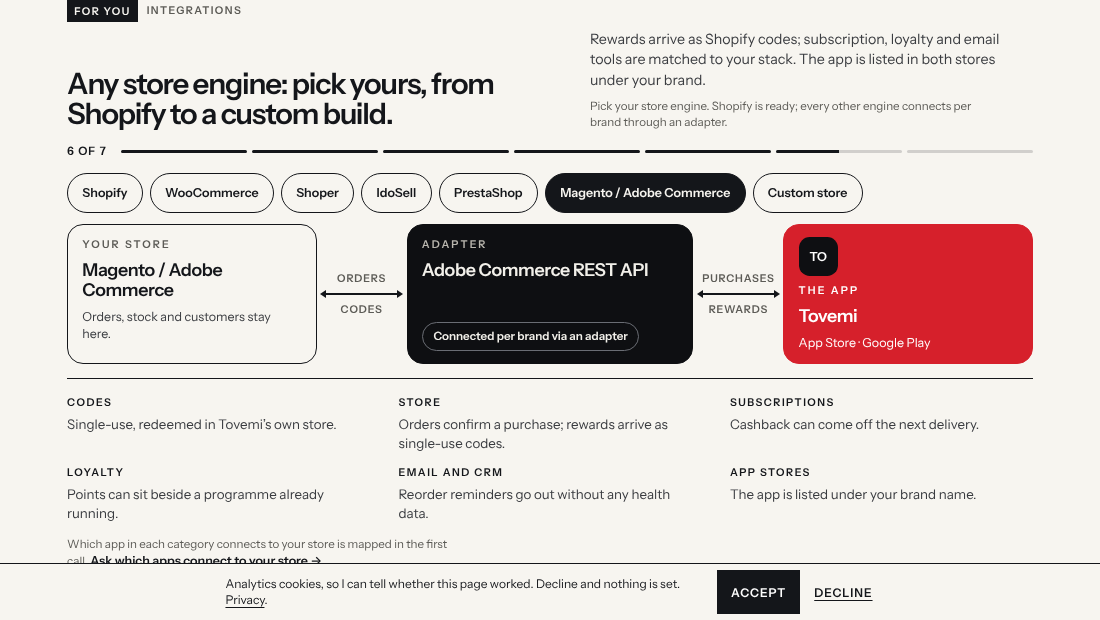 FOR YOU INTEGRATIONS
Any store engine: pick yours, from
Shopify to a custom build.
Rewards arrive as Shopify codes; subscription, loyalty and email
tools are matched to your stack. The app is listed in both stores
under your brand.
Pick your store engine. Shopify is ready; every other engine connects per
brand through an adapter.
6 OF 7
Shopify WooCommerce Shoper IdoSell PrestaShop Magento / Adobe Commerce Custom store
YOUR STORE
Magento / Adobe
Commerce
Orders, stock and customers stay
here.
ORDERS
CODES
ADAPTER
Adobe Commerce REST API
Connected per brand via an adapter
PURCHASES
REWARDS
TO
THE APP
Tovemi
App Store · Google Play
CODES
Single-use, redeemed in Tovemi's own store.
STORE
Orders confirm a purchase; rewards arrive as
single-use codes.
SUBSCRIPTIONS
Cashback can come off the next delivery.
LOYALTY
Points can sit beside a programme already
running.
EMAIL AND CRM
Reorder reminders go out without any health
data.
APP STORES
The app is listed under your brand name.
Which app in each category connects to your store is mapped in the first
call. Ask which apps connect to your store →
Analytics cookies, so I can tell whether this page worked. Decline and nothing is set.
Privacy.
ACCEPT DECLINE